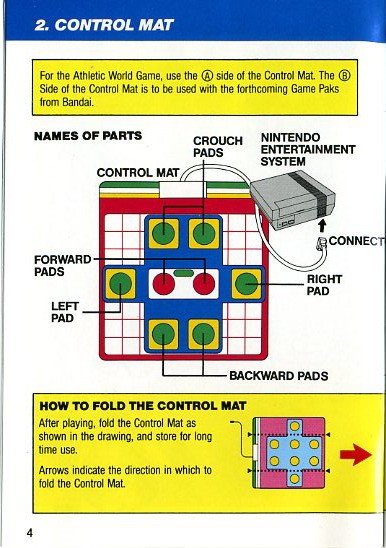 2. CONTROL MAT
For the Athletic World Game, use the Ⓐ side of the Control Mat. The Ⓑ
Side of the Control Mat is to be used with the forthcoming Game Paks
from Bandai.
NAMES OF PARTS
CROUCH
PADS
NINTENDO
ENTERTAINMENT
SYSTEM
CONTROL MAT
CONNECT
FORWARD
PADS
RIGHT
PAD
LEFT
PAD
BACKWARD PADS
HOW TO FOLD THE CONTROL MAT
After playing, fold the Control Mat as
shown in the drawing, and store for long
time use.
Arrows indicate the direction in which to
fold the Control Mat.
4